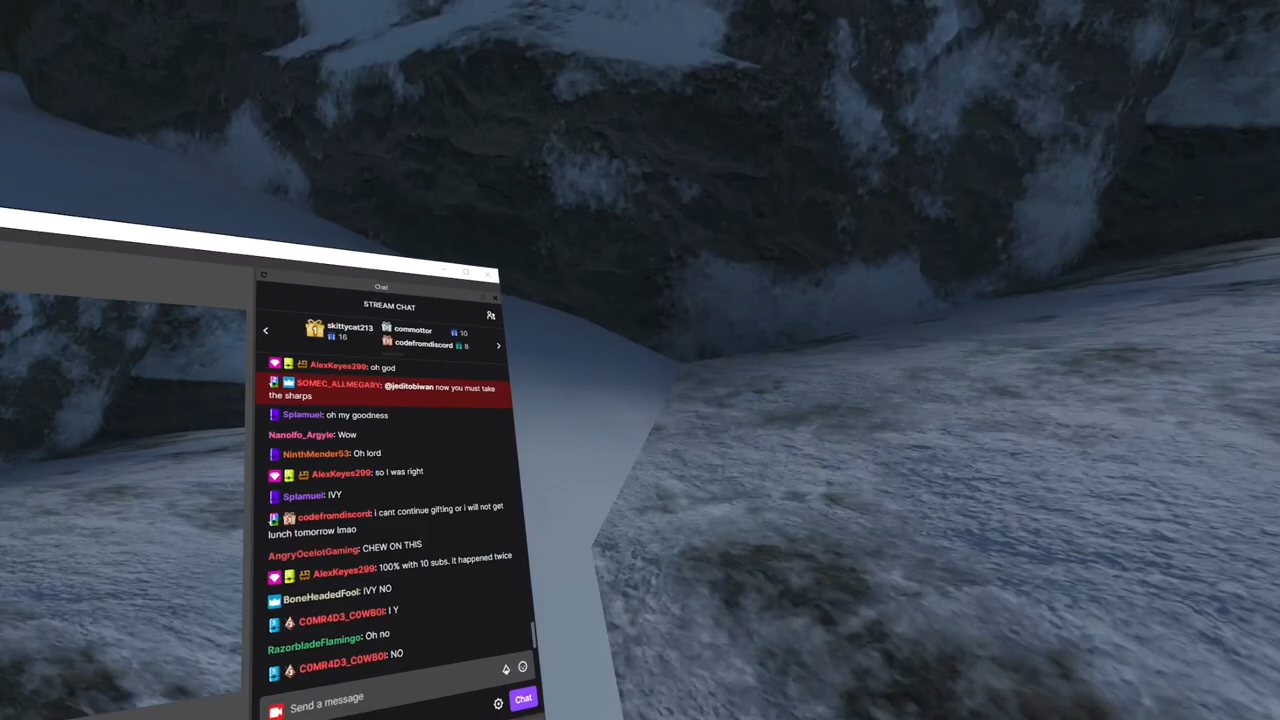 Chat
STREAM CHAT
1 skittycat213
16
commottor 10
codefromdiscord 8
AlexKeyes299: oh god
SOMEC_ALLMEGARY: @jeditobiwan now you must take
the sharps
Splamuel: oh my goodness
Nanolfo_Argyle: Wow
NinthMender53: Oh lord
AlexKeyes299: so I was right
Splamuel: IVY
codefromdiscord: i cant continue gifting or i will not get
lunch tomorrow lmao
AngryOcelotGaming: CHEW ON THIS
AlexKeyes299: 100% with 10 subs. it happened twice
BoneHeadedFool: IVY NO
C0MR4D3_C0WB0I: I Y
RazorbladeFlamingo: Oh no
C0MR4D3_C0WB0I: NO
Send a message
Chat